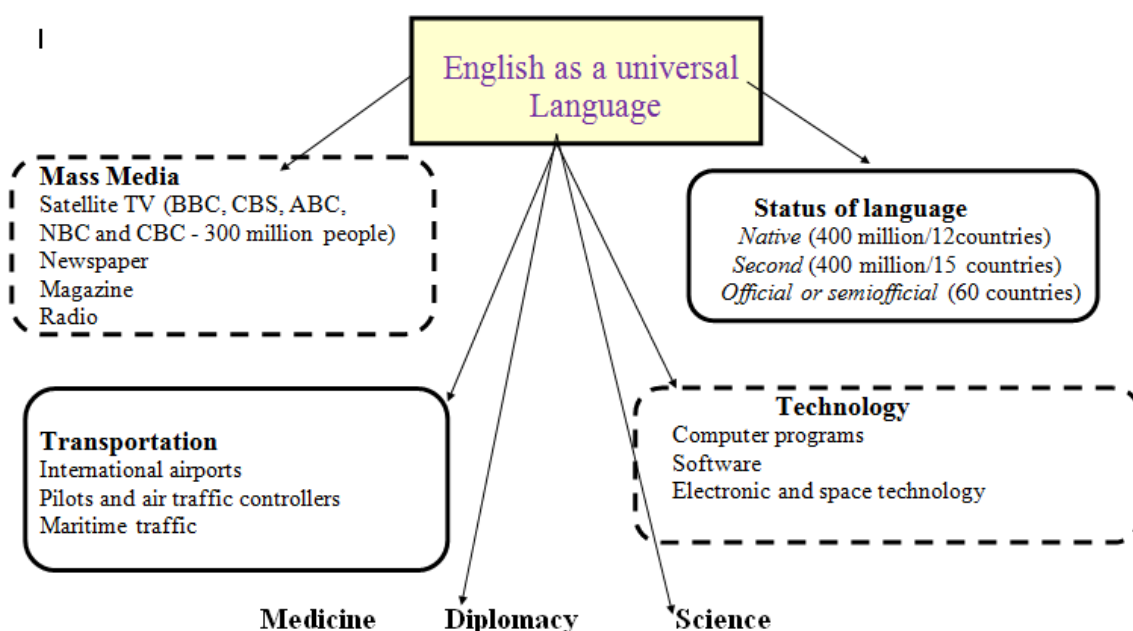 English as a universal
Language
Mass Media
Satellite TV (BBC, CBS, ABC,
NBC and CBC - 300 million people)
Newspaper
Magazine
Radio
Status of language
Native (400 million/12countries)
Second (400 million/15 countries)
Official or semiofficial (60 countries)
Transportation
International airports
Pilots and air traffic controllers
Maritime traffic
Technology
Computer programs
Software
Electronic and space technology
Medicine Diplomacy Science